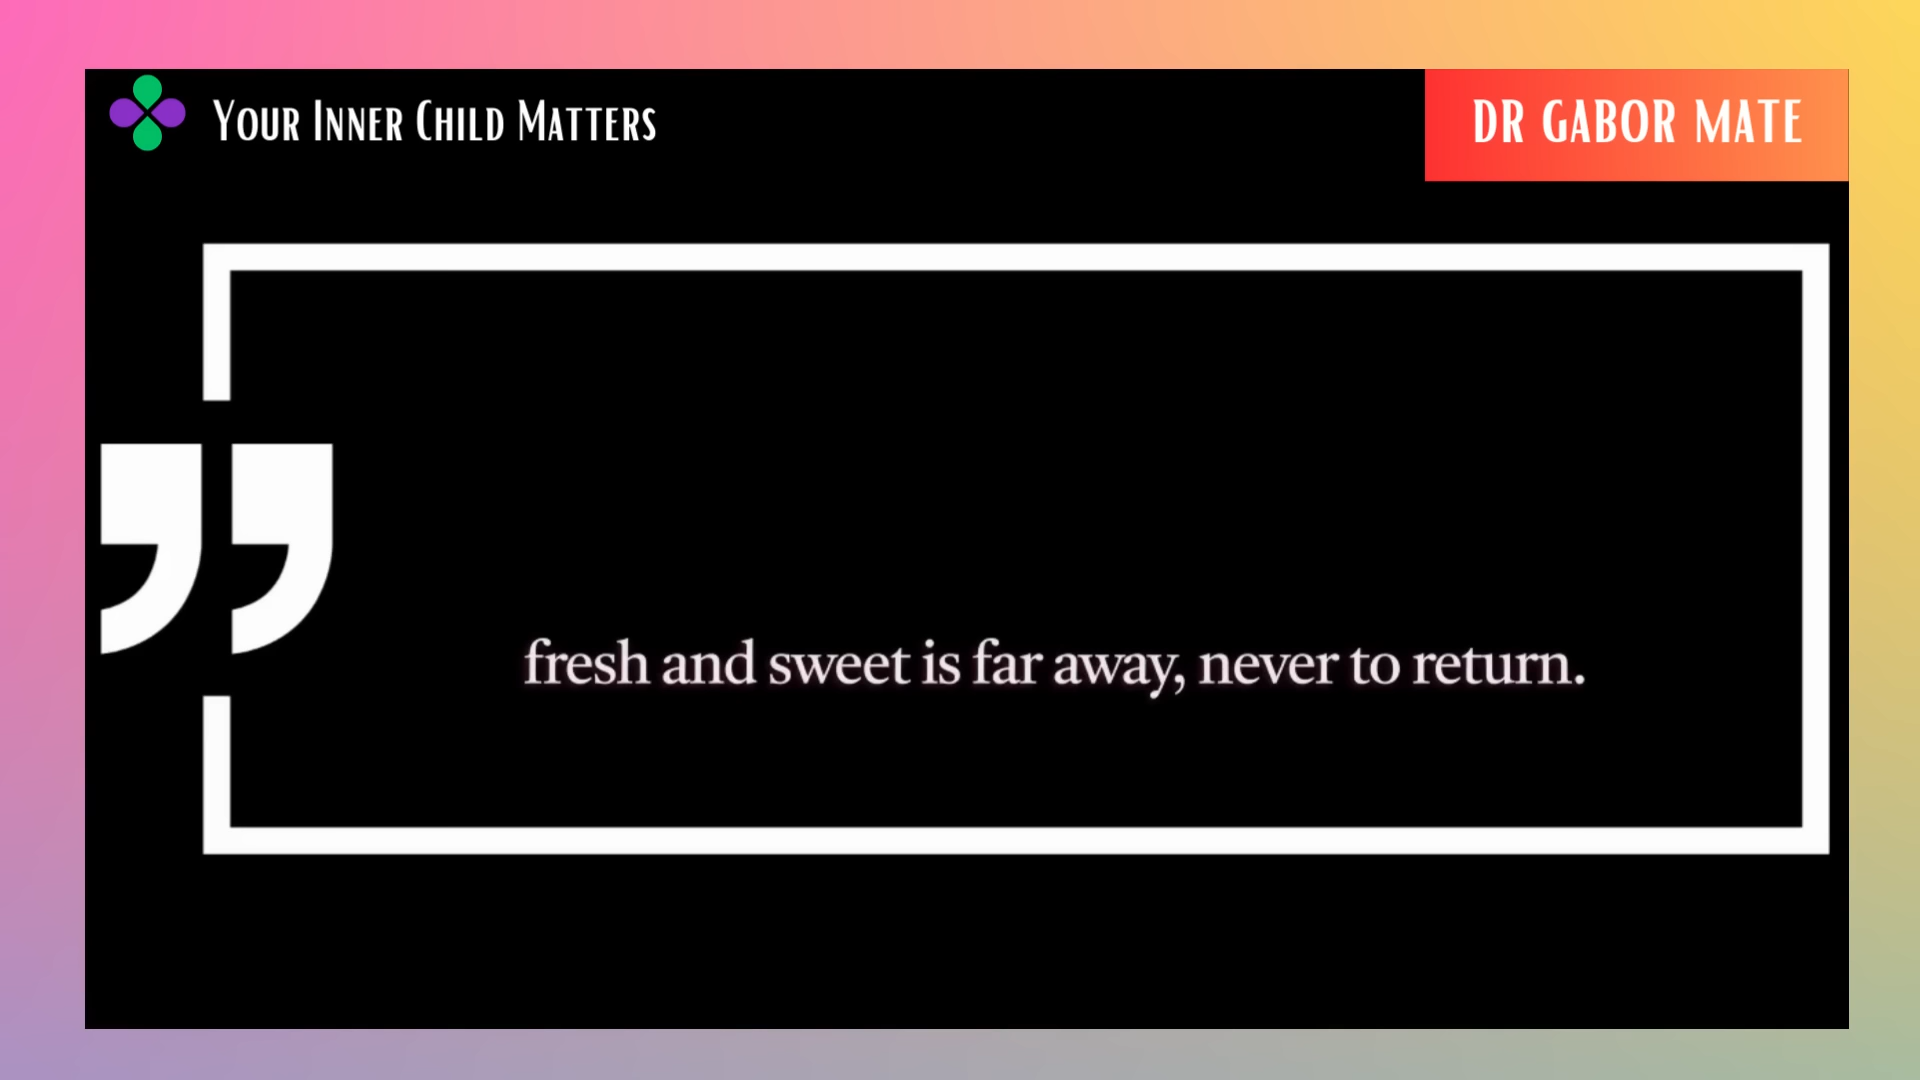 Your Inner Child Matters
DR GABOR MATE
fresh and sweet is far away, never to return.